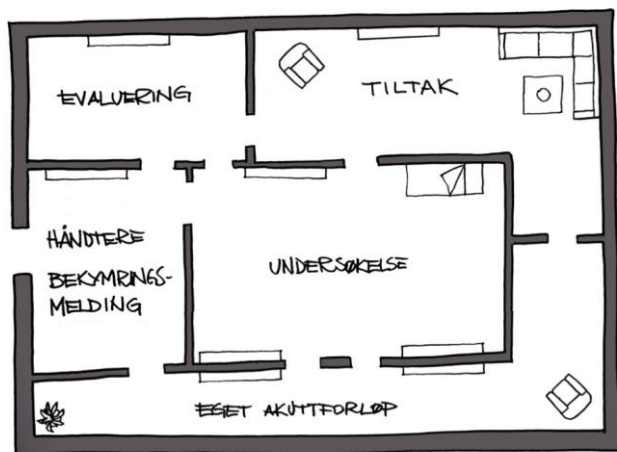 EVALUERING
TILTAK
HÅNDTERE
BEKYMRINGS-
MELDING
UNDERSØKELSE
EGET AKUTTFORLØP